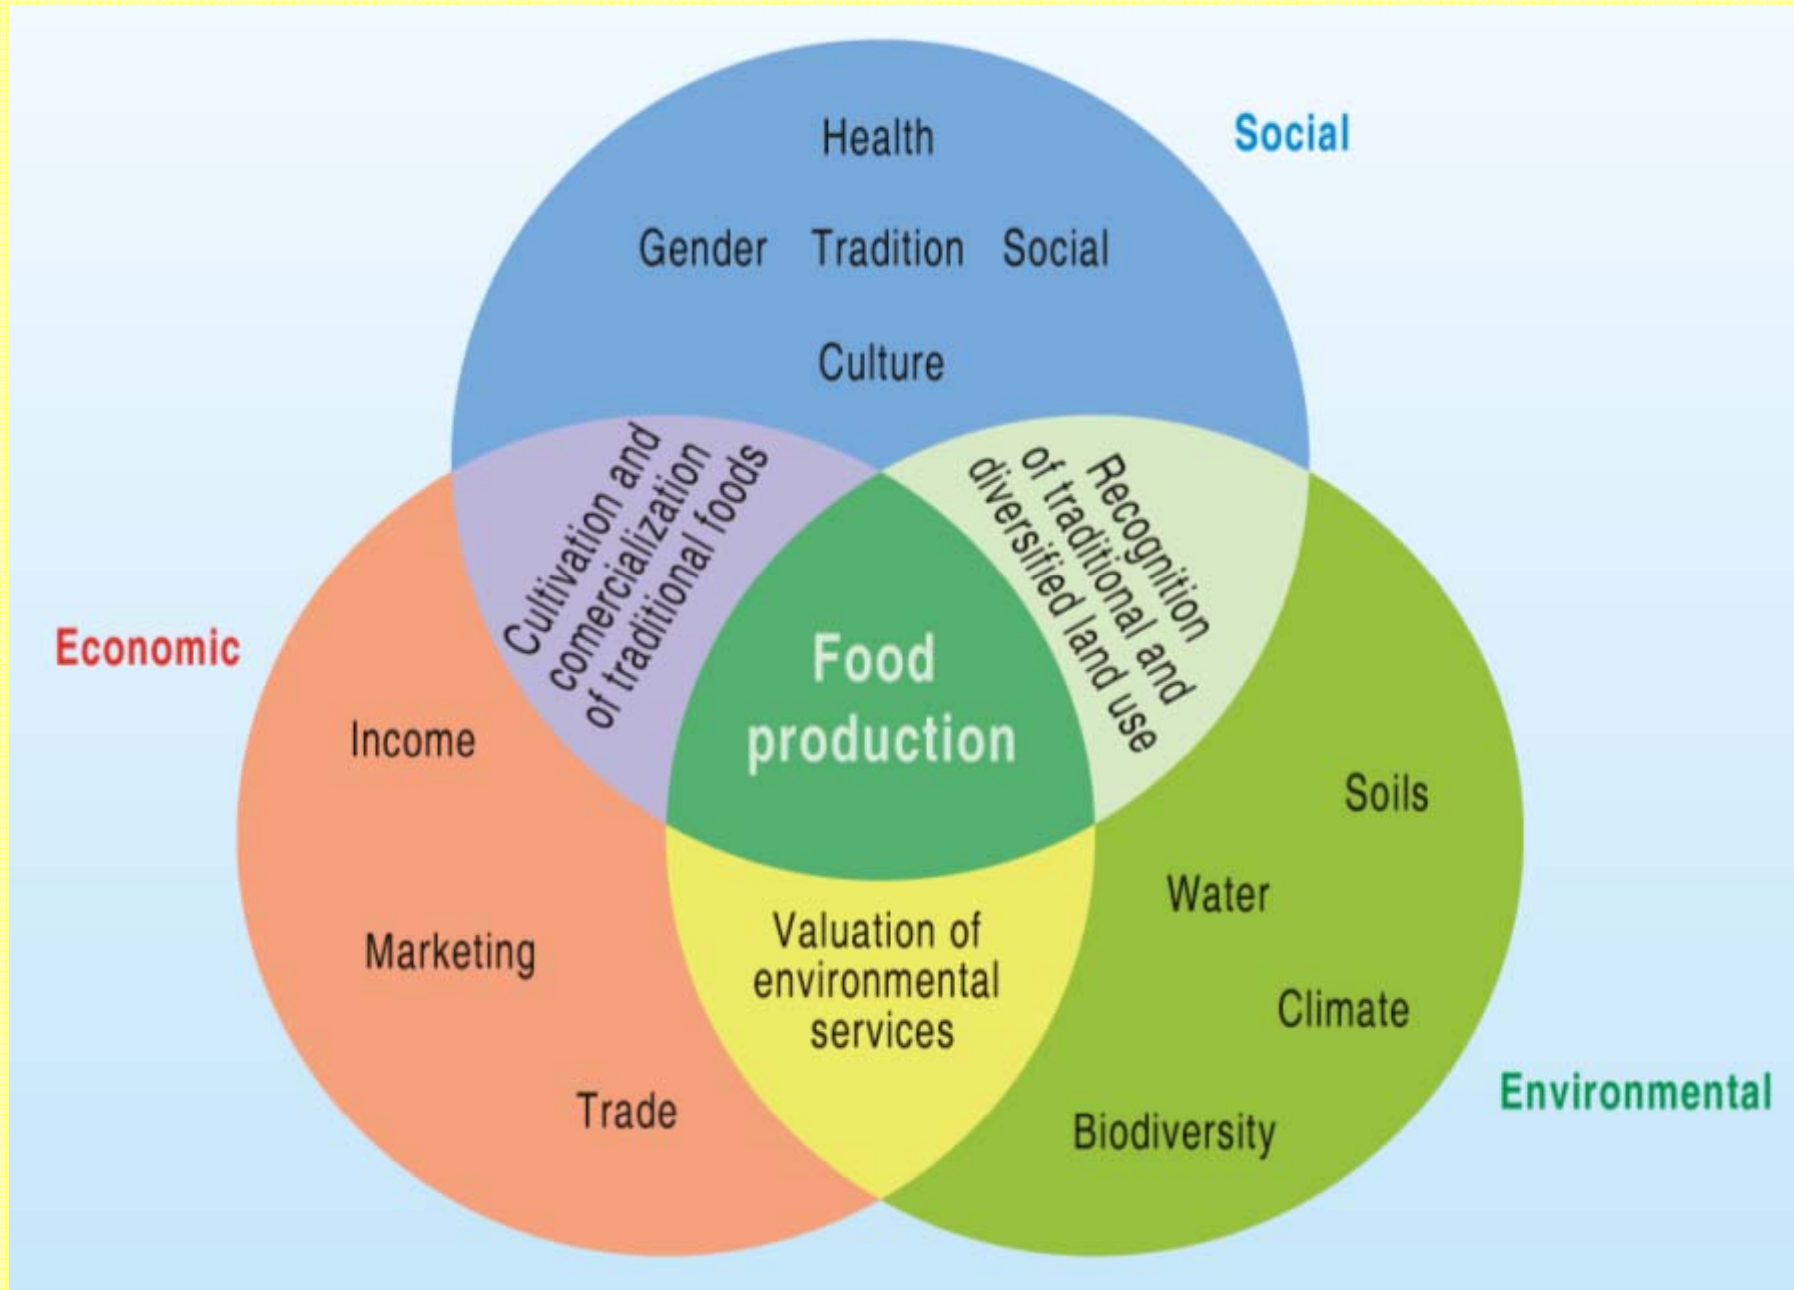 Health
Social
Gender Tradition Social
Culture
Cultivation and
comercialization
of traditional foods
Recognition
of traditional and
diversified land use
Economic
Food
production
Income
Soils
Water
Marketing
Valuation of
environmental
services
Climate
Environmental
Trade
Biodiversity